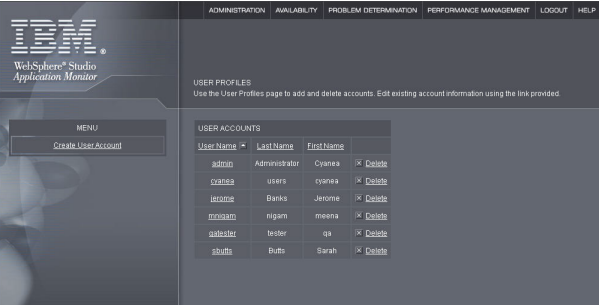 ADMINISTRATION AVAILABILITY PROBLEM DETERMINATION PERFORMANCE MANAGEMENT LOGOUT HELP
IBM®
WebSphere® Studio
Application Monitor
USER PROFILES
Use the User Profiles page to add and delete accounts. Edit existing account information using the link provided.
MENU
Create User Account
USER ACCOUNTS
User Name Last Name First Name
admin Administrator Cyanea Delete
cyanea users cyanea Delete
jerome Banks Jerome Delete
mnigam nigam meena Delete
qatester tester qa Delete
sbutts Butts Sarah Delete